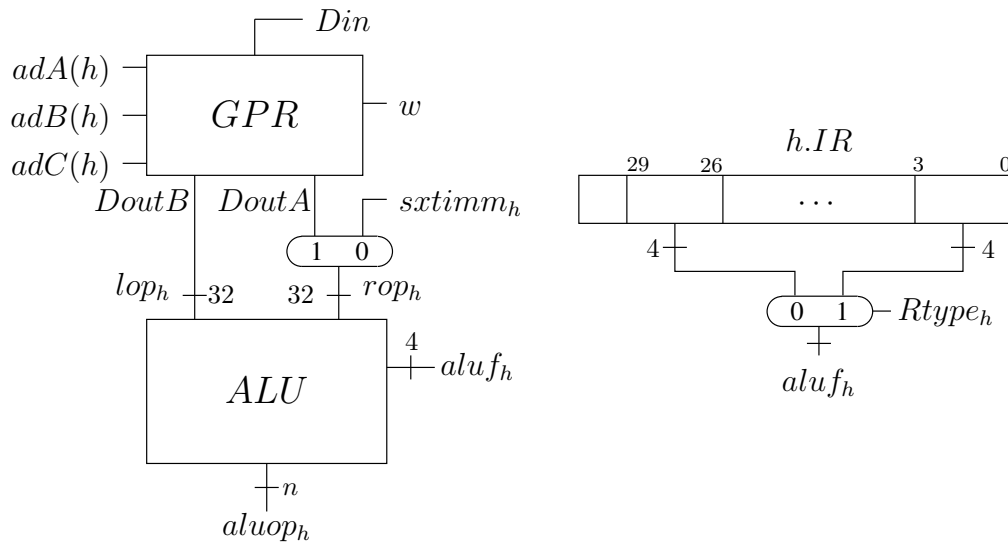 Din
adA(h)
adB(h)
adC(h)
GPR
w
DoutB
DoutA
sxtimm_h
1 0
lop_h
32
32
rop_h
ALU
4
aluf_h
n
aluop_h
h.IR
29 26 3 0
...
4
4
0 1
Rtype_h
aluf_h